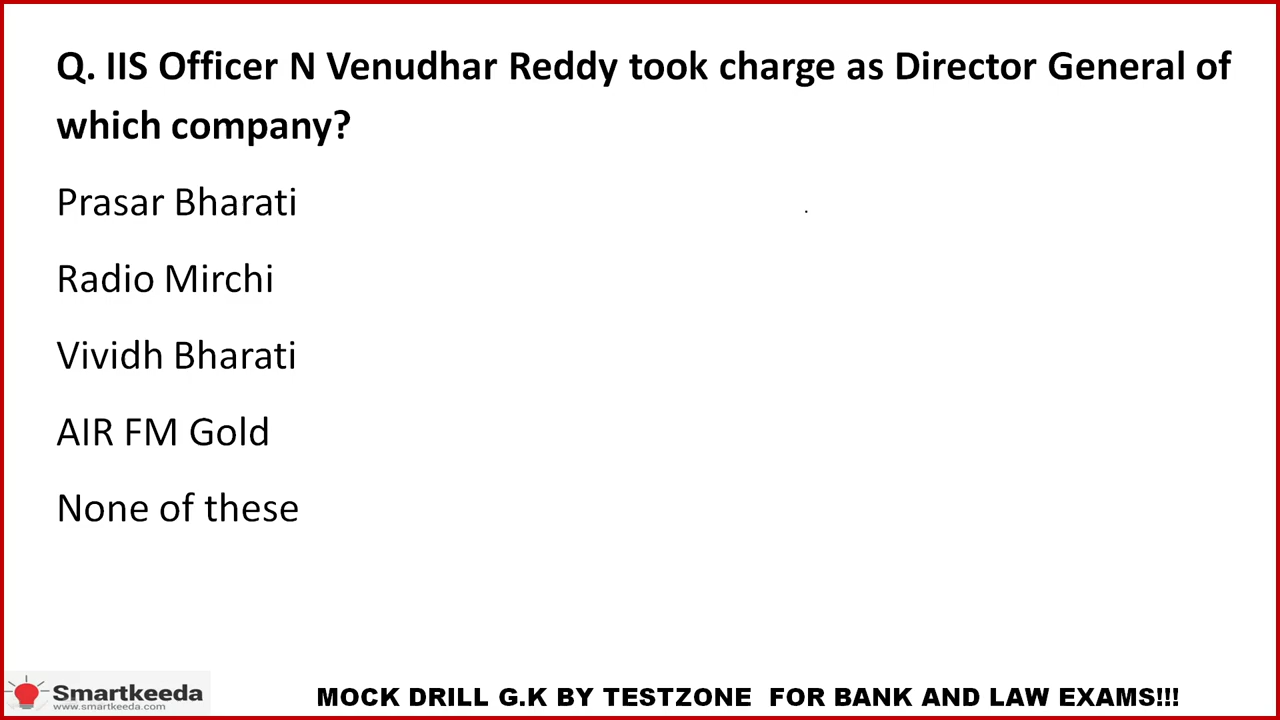 Q. IIS Officer N Venudhar Reddy took charge as Director General of
which company?
Prasar Bharati
Radio Mirchi
Vividh Bharati
AIR FM Gold
None of these
Smartkeeda
www.smartkeeda.com
MOCK DRILL G.K BY TESTZONE FOR BANK AND LAW EXAMS!!!